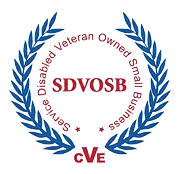 Service Disabled Veteran Owned Small Business
SDVOSB
CVE